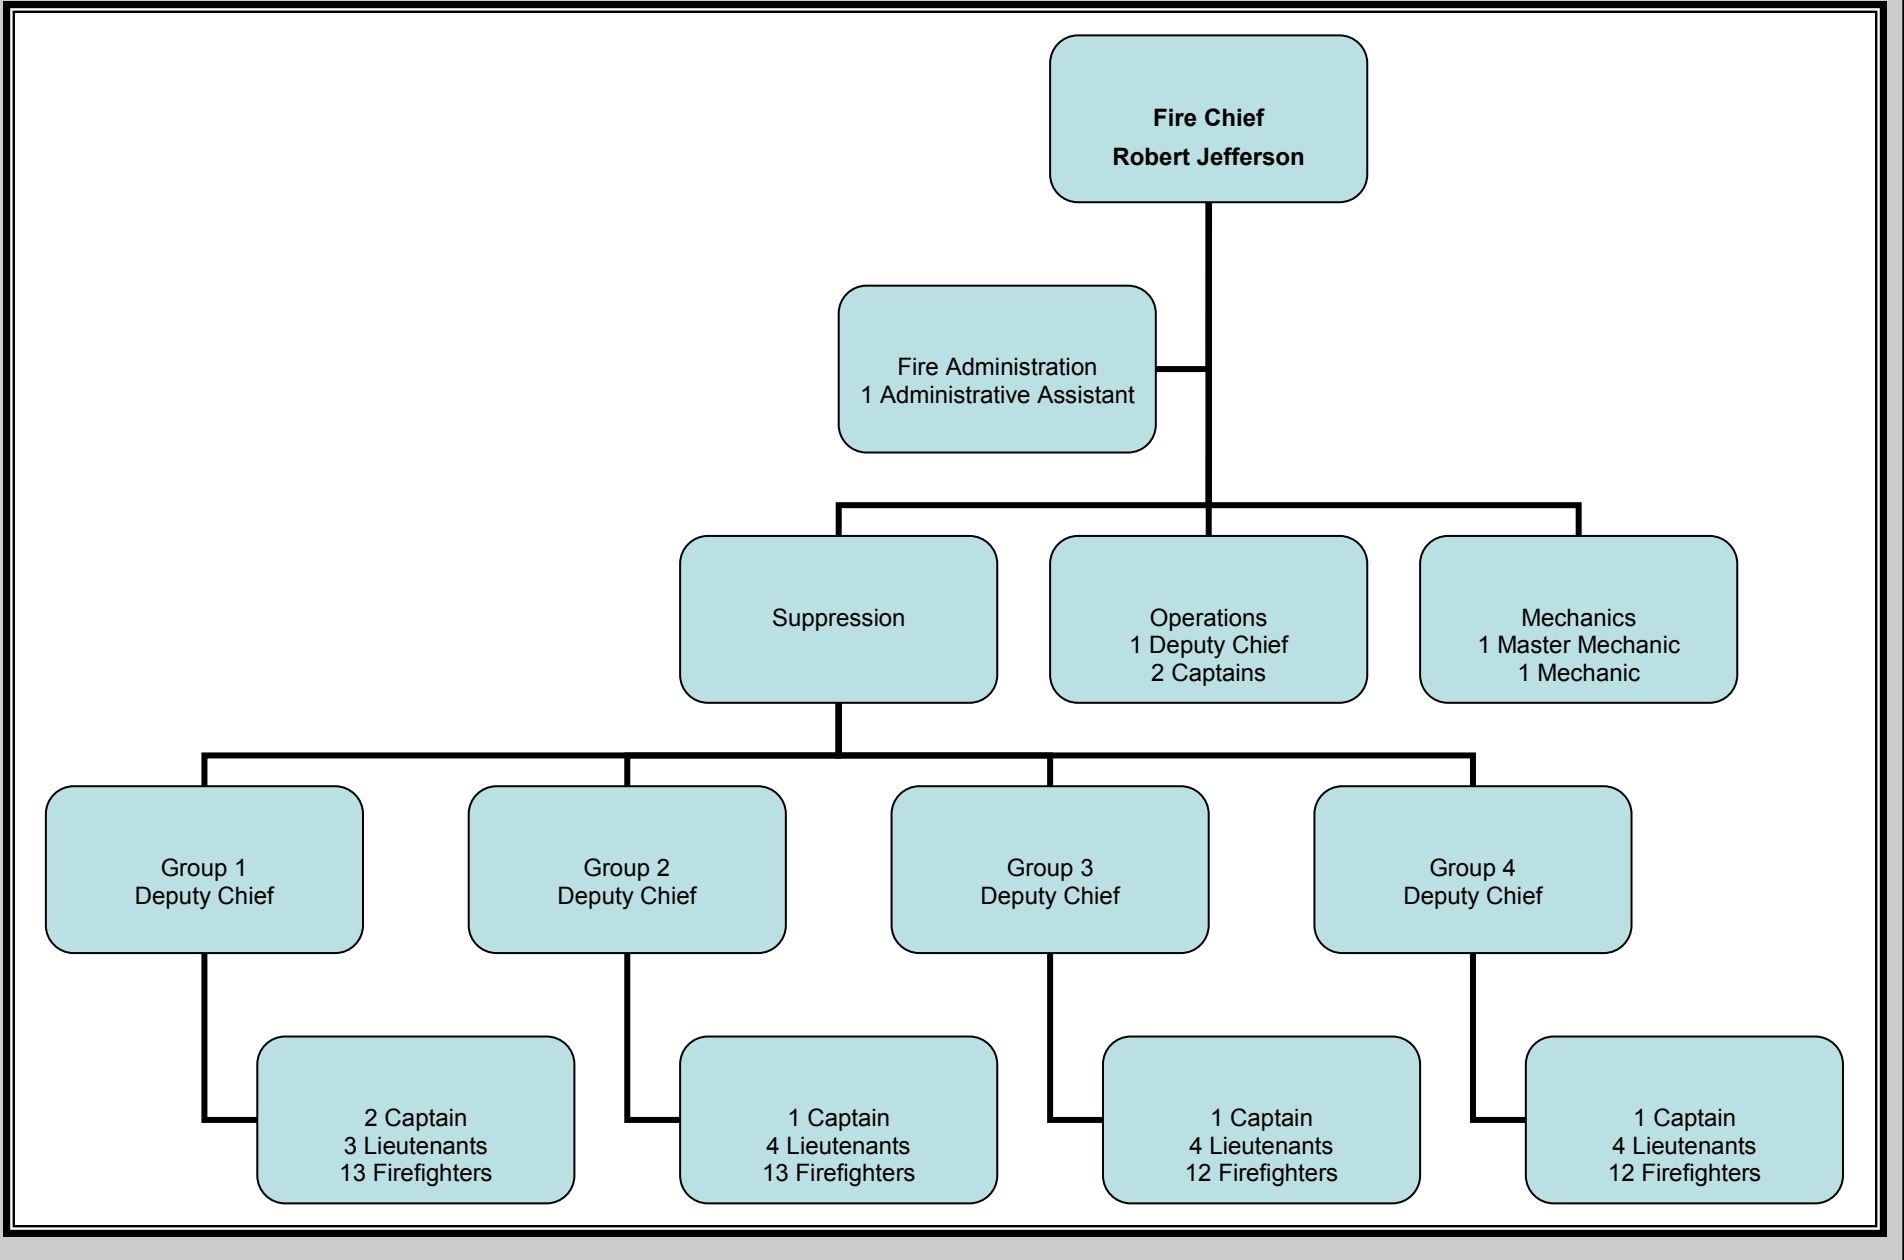 Fire Chief
Robert Jefferson
Fire Administration
1 Administrative Assistant
Suppression
Operations
1 Deputy Chief
2 Captains
Mechanics
1 Master Mechanic
1 Mechanic
Group 1
Deputy Chief
Group 2
Deputy Chief
Group 3
Deputy Chief
Group 4
Deputy Chief
2 Captain
3 Lieutenants
13 Firefighters
1 Captain
4 Lieutenants
13 Firefighters
1 Captain
4 Lieutenants
12 Firefighters
1 Captain
4 Lieutenants
12 Firefighters